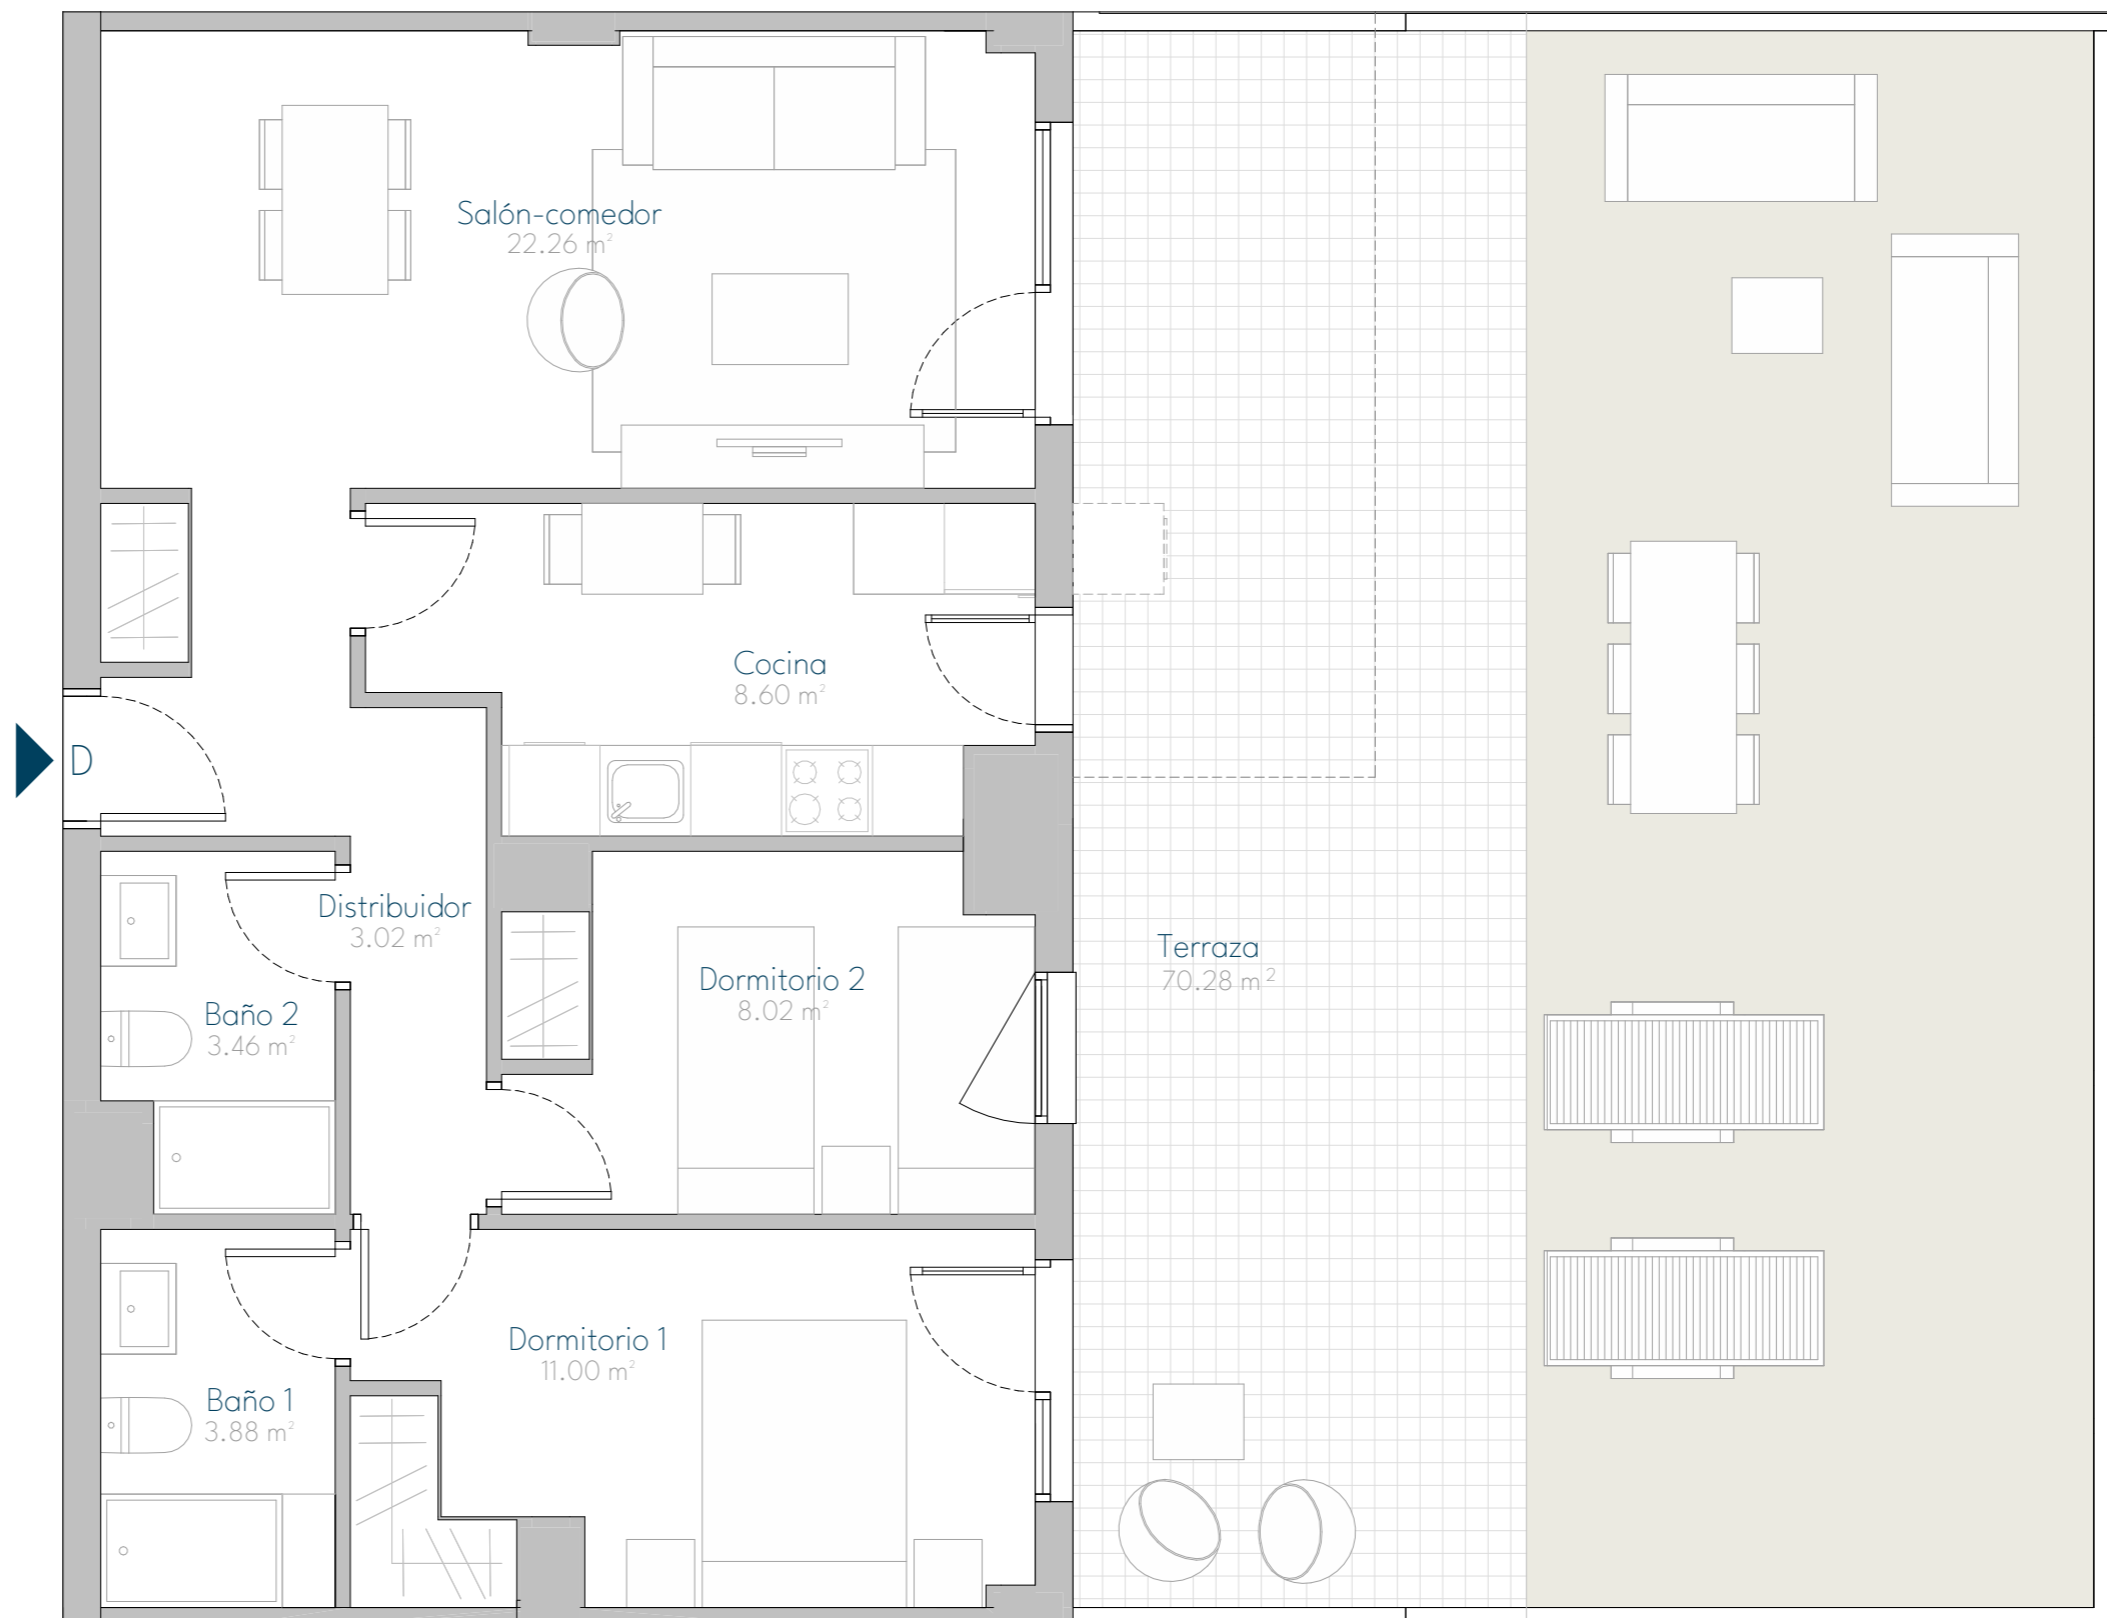 Salón-comedor
22.26 m²
Cocina
8.60 m²
D
Distribuidor
3.02 m²
Terraza
70.28 m²
Dormitorio 2
8.02 m²
Baño 2
3.46 m²
Dormitorio 1
11.00 m²
Baño 1
3.88 m²